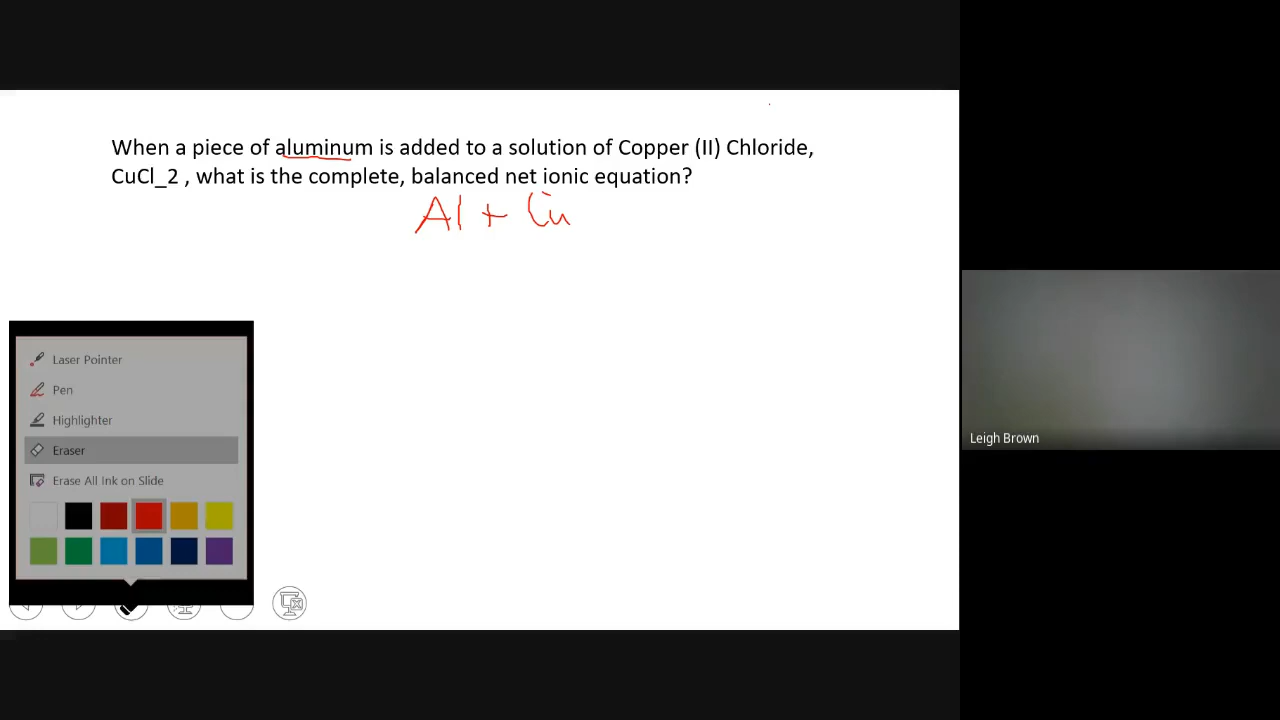 When a piece of aluminum is added to a solution of Copper (II) Chloride,
CuCl_2 , what is the complete, balanced net ionic equation?
Al + Cu
Laser Pointer
Pen
Highlighter
Eraser
Erase All Ink on Slide
Leigh Brown